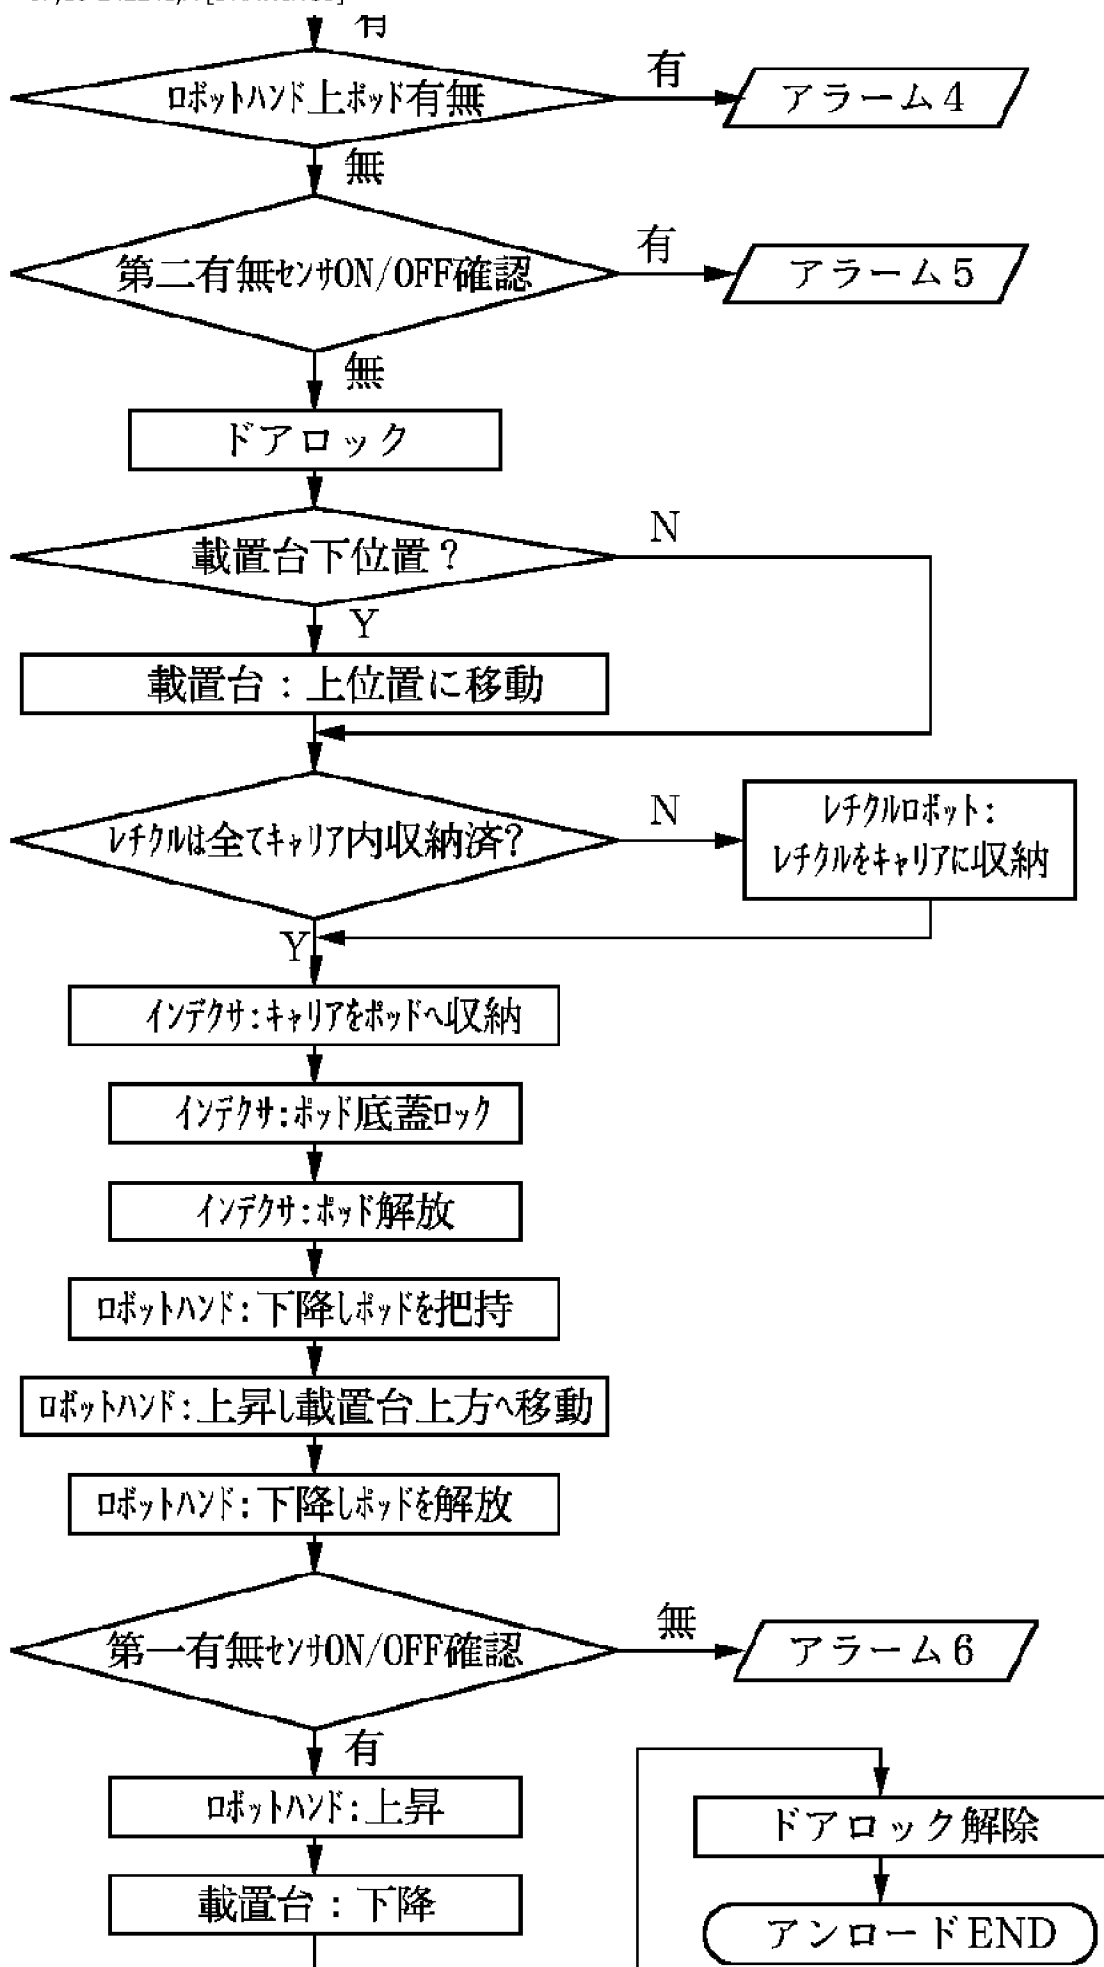 有
ロボットハンド上ポッド有無
有
アラーム4
無
第二有無センサON/OFF確認
有
アラーム5
無
ドアロック
載置台下位置？
N
Y
載置台：上位置に移動
レチクルは全てキャリア内収納済?
N
レチクルロボット:
レチクルをキャリアに収納
Y
インデクサ:キャリアをポッドへ収納
インデクサ:ポッド底蓋ロック
インデクサ:ポッド解放
ロボットハンド:下降しポッドを把持
ロボットハンド:上昇し載置台上方へ移動
ロボットハンド:下降しポッドを解放
第一有無センサON/OFF確認
無
アラーム6
有
ロボットハンド:上昇
載置台：下降
ドアロック解除
アンロードEND